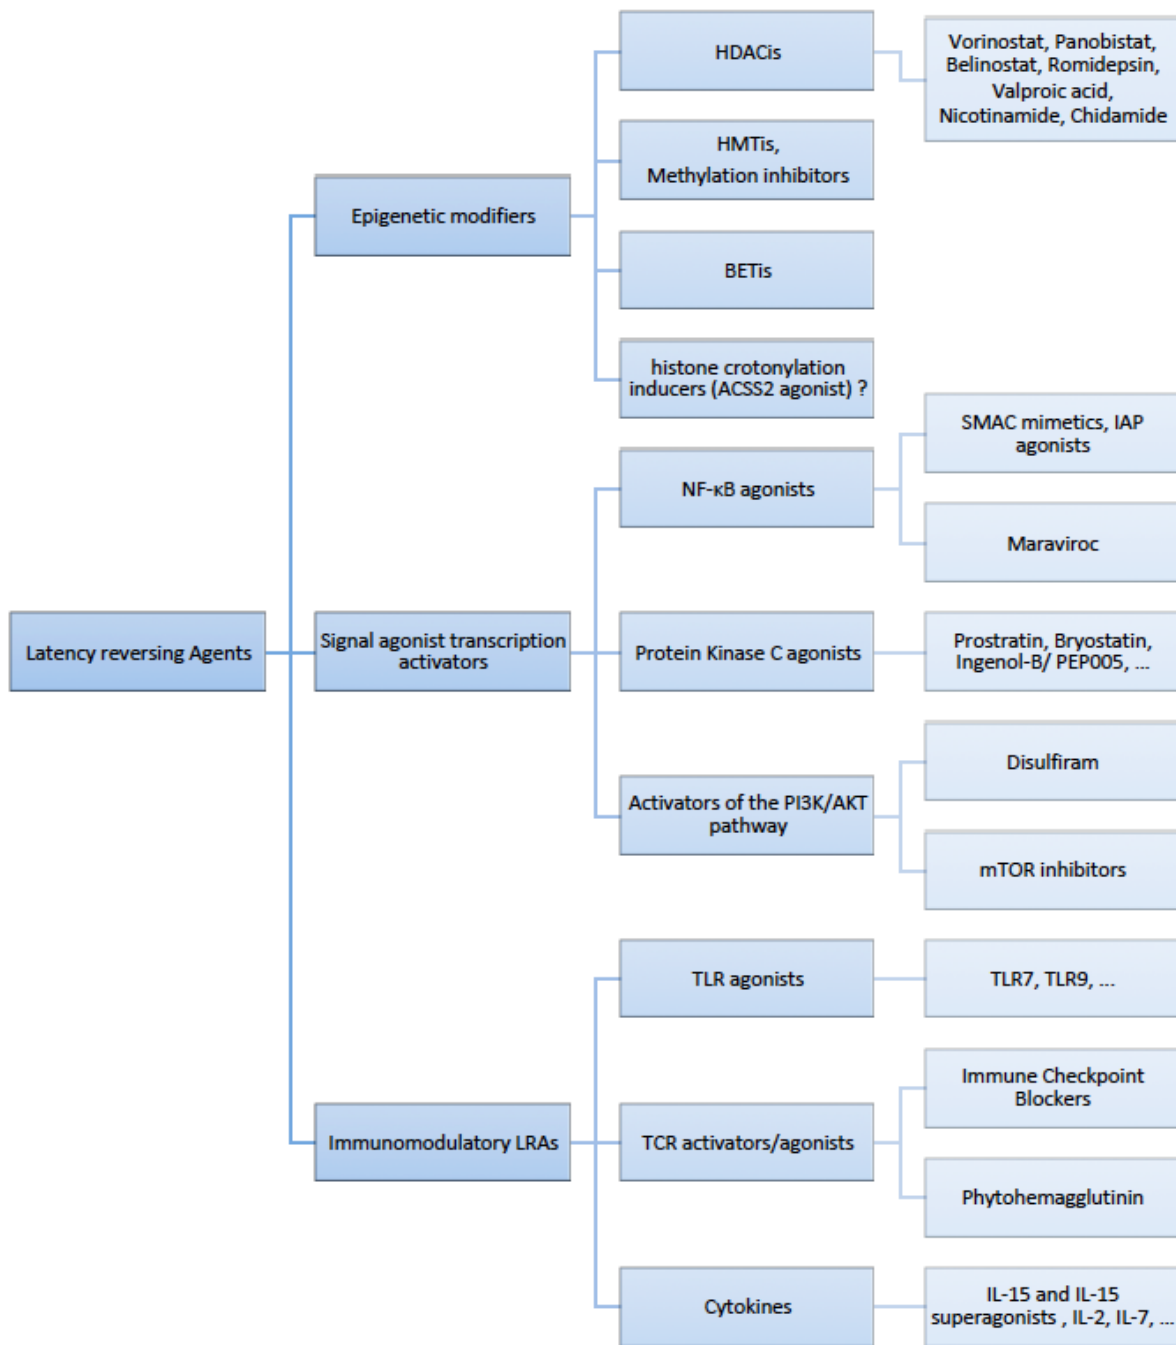 HDACis
Vorinostat, Panobistat,
Belinostat, Romidepsin,
Valproic acid,
Nicotinamide, Chidamide
HMTis,
Methylation inhibitors
Epigenetic modifiers
BETis
histone crotonylation
inducers (ACSS2 agonist) ?
SMAC mimetics, IAP
agonists
NF-κB agonists
Maraviroc
Latency reversing Agents
Signal agonist transcription
activators
Protein Kinase C agonists
Prostratin, Bryostatin,
Ingenol-B/ PEP005, ...
Disulfiram
Activators of the PI3K/AKT
pathway
mTOR inhibitors
TLR agonists
TLR7, TLR9, ...
Immune Checkpoint
Blockers
Immunomodulatory LRAs
TCR activators/agonists
Phytohemagglutinin
Cytokines
IL-15 and IL-15
superagonists , IL-2, IL-7, ...